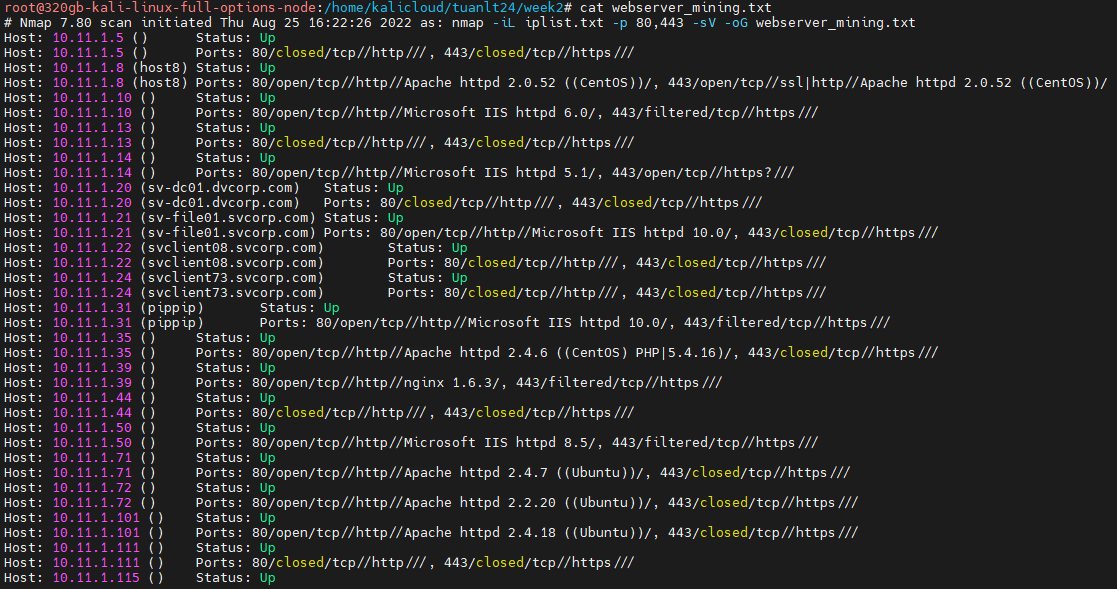 root@320gb-kali-linux-full-options-node:/home/kalicloud/tuanlt24/week2# cat webserver_mining.txt
# Nmap 7.80 scan initiated Thu Aug 25 16:22:26 2022 as: nmap -iL iplist.txt -p 80,443 -sV -oG webserver_mining.txt
Host: 10.11.1.5 ()	Status: Up
Host: 10.11.1.5 ()	Ports: 80/closed/tcp//http///, 443/closed/tcp//https///
Host: 10.11.1.8 (host8)	Status: Up
Host: 10.11.1.8 (host8)	Ports: 80/open/tcp//http//Apache httpd 2.0.52 ((CentOS))/, 443/open/tcp//ssl|http//Apache httpd 2.0.52 ((CentOS))/
Host: 10.11.1.10 ()	Status: Up
Host: 10.11.1.10 ()	Ports: 80/open/tcp//http//Microsoft IIS httpd 6.0/, 443/filtered/tcp//https///
Host: 10.11.1.13 ()	Status: Up
Host: 10.11.1.13 ()	Ports: 80/closed/tcp//http///, 443/closed/tcp//https///
Host: 10.11.1.14 ()	Status: Up
Host: 10.11.1.14 ()	Ports: 80/open/tcp//http//Microsoft IIS httpd 5.1/, 443/open/tcp//https?///
Host: 10.11.1.20 (sv-dc01.dvcorp.com)	Status: Up
Host: 10.11.1.20 (sv-dc01.dvcorp.com)	Ports: 80/closed/tcp//http///, 443/closed/tcp//https///
Host: 10.11.1.21 (sv-file01.svcorp.com)	Status: Up
Host: 10.11.1.21 (sv-file01.svcorp.com)	Ports: 80/open/tcp//http//Microsoft IIS httpd 10.0/, 443/closed/tcp//https///
Host: 10.11.1.22 (svclient08.svcorp.com)	Status: Up
Host: 10.11.1.22 (svclient08.svcorp.com)	Ports: 80/closed/tcp//http///, 443/closed/tcp//https///
Host: 10.11.1.24 (svclient73.svcorp.com)	Status: Up
Host: 10.11.1.24 (svclient73.svcorp.com)	Ports: 80/closed/tcp//http///, 443/closed/tcp//https///
Host: 10.11.1.31 (pippip)	Status: Up
Host: 10.11.1.31 (pippip)	Ports: 80/open/tcp//http//Microsoft IIS httpd 10.0/, 443/filtered/tcp//https///
Host: 10.11.1.35 ()	Status: Up
Host: 10.11.1.35 ()	Ports: 80/open/tcp//http//Apache httpd 2.4.6 ((CentOS) PHP|5.4.16)/, 443/closed/tcp//https///
Host: 10.11.1.39 ()	Status: Up
Host: 10.11.1.39 ()	Ports: 80/open/tcp//http//nginx 1.6.3/, 443/filtered/tcp//https///
Host: 10.11.1.44 ()	Status: Up
Host: 10.11.1.44 ()	Ports: 80/closed/tcp//http///, 443/closed/tcp//https///
Host: 10.11.1.50 ()	Status: Up
Host: 10.11.1.50 ()	Ports: 80/open/tcp//http//Microsoft IIS httpd 8.5/, 443/filtered/tcp//https///
Host: 10.11.1.71 ()	Status: Up
Host: 10.11.1.71 ()	Ports: 80/open/tcp//http//Apache httpd 2.4.7 ((Ubuntu))/, 443/closed/tcp//https///
Host: 10.11.1.72 ()	Status: Up
Host: 10.11.1.72 ()	Ports: 80/open/tcp//http//Apache httpd 2.2.20 ((Ubuntu))/, 443/closed/tcp//https///
Host: 10.11.1.101 ()	Status: Up
Host: 10.11.1.101 ()	Ports: 80/open/tcp//http//Apache httpd 2.4.18 ((Ubuntu))/, 443/closed/tcp//https///
Host: 10.11.1.111 ()	Status: Up
Host: 10.11.1.111 ()	Ports: 80/closed/tcp//http///, 443/closed/tcp//https///
Host: 10.11.1.115 ()	Status: Up